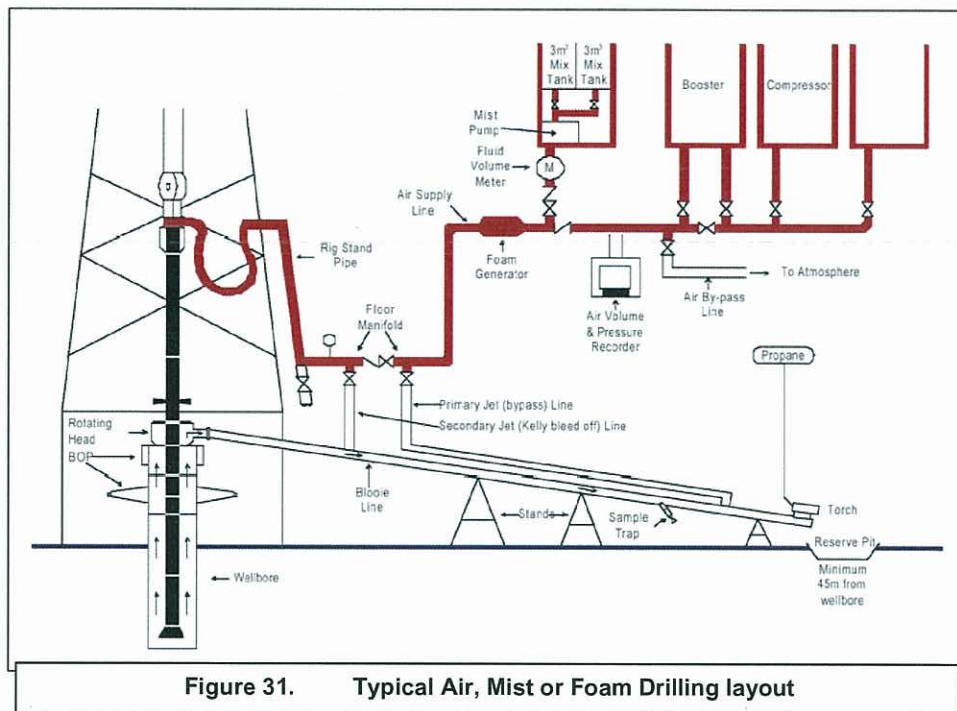 3m³ 3m³
Mix Mix
Tank Tank
Booster
Compressor
Mist
Pump
Fluid
Volume
Meter
M
Air Supply
Line
Rig Stand
Pipe
Foam
Generator
To Atmosphere
Air By-pass
Line
Floor
Manifold
Air Volume
& Pressure
Recorder
Propane
Primary Jet (bypass) Line
Secondary Jet (Kelly bleed off) Line
Rotating
Head
BOP
Blooie
Line
Stands
Sample
Trap
Torch
Reserve Pit
Minimum
45m from
wellbore
Wellbore
Figure 31. Typical Air, Mist or Foam Drilling layout